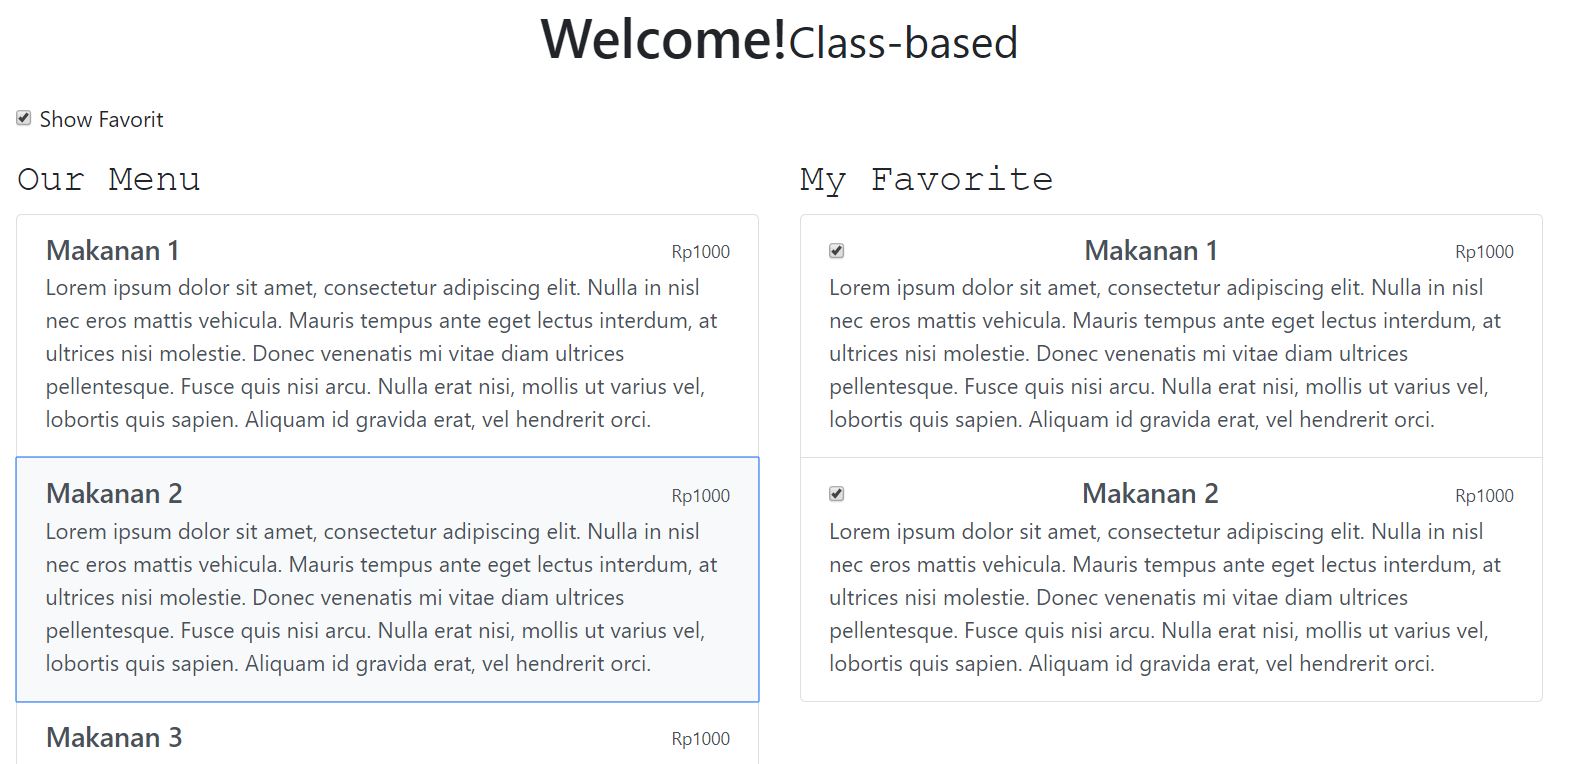 Welcome!Class-based
Show Favorit
Our Menu
Makanan 1 Rp1000
Lorem ipsum dolor sit amet, consectetur adipiscing elit. Nulla in nisl
nec eros mattis vehicula. Mauris tempus ante eget lectus interdum, at
ultrices nisi molestie. Donec venenatis mi vitae diam ultrices
pellentesque. Fusce quis nisi arcu. Nulla erat nisi, mollis ut varius vel,
lobortis quis sapien. Aliquam id gravida erat, vel hendrerit orci.
Makanan 2 Rp1000
Lorem ipsum dolor sit amet, consectetur adipiscing elit. Nulla in nisl
nec eros mattis vehicula. Mauris tempus ante eget lectus interdum, at
ultrices nisi molestie. Donec venenatis mi vitae diam ultrices
pellentesque. Fusce quis nisi arcu. Nulla erat nisi, mollis ut varius vel,
lobortis quis sapien. Aliquam id gravida erat, vel hendrerit orci.
Makanan 3 Rp1000
My Favorite
Makanan 1 Rp1000
Lorem ipsum dolor sit amet, consectetur adipiscing elit. Nulla in nisl
nec eros mattis vehicula. Mauris tempus ante eget lectus interdum, at
ultrices nisi molestie. Donec venenatis mi vitae diam ultrices
pellentesque. Fusce quis nisi arcu. Nulla erat nisi, mollis ut varius vel,
lobortis quis sapien. Aliquam id gravida erat, vel hendrerit orci.
Makanan 2 Rp1000
Lorem ipsum dolor sit amet, consectetur adipiscing elit. Nulla in nisl
nec eros mattis vehicula. Mauris tempus ante eget lectus interdum, at
ultrices nisi molestie. Donec venenatis mi vitae diam ultrices
pellentesque. Fusce quis nisi arcu. Nulla erat nisi, mollis ut varius vel,
lobortis quis sapien. Aliquam id gravida erat, vel hendrerit orci.